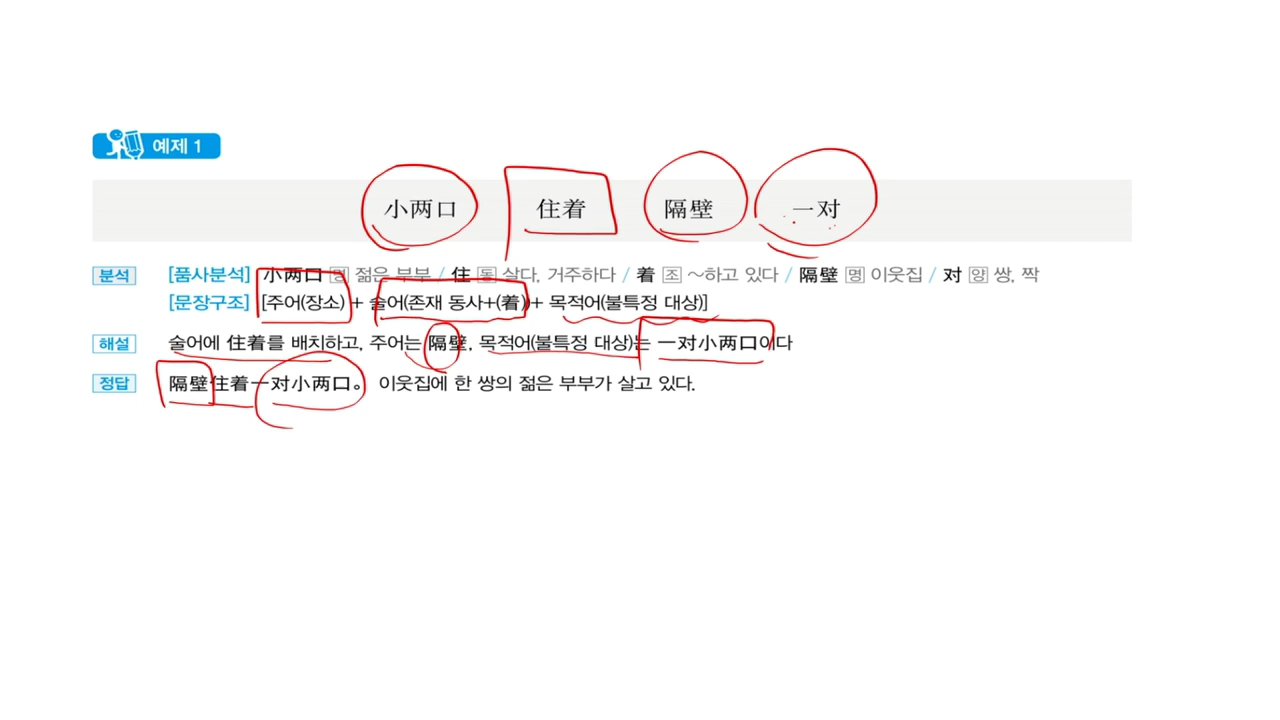 예제 1
小两口 住着 隔壁 一对
분석 [품사분석] 小两口 명 젊은 부부 / 住 동 살다, 거주하다 / 着 조 ~하고 있다 / 隔壁 명 이웃집 / 对 양 쌍, 짝
[문장구조] [주어(장소) + 술어(존재 동사+(着))+ 목적어(불특정 대상)]
해설 술어에 住着를 배치하고, 주어는 隔壁, 목적어(불특정 대상)는 一对小两口이다
정답 隔壁住着一对小两口。 이웃집에 한 쌍의 젊은 부부가 살고 있다.